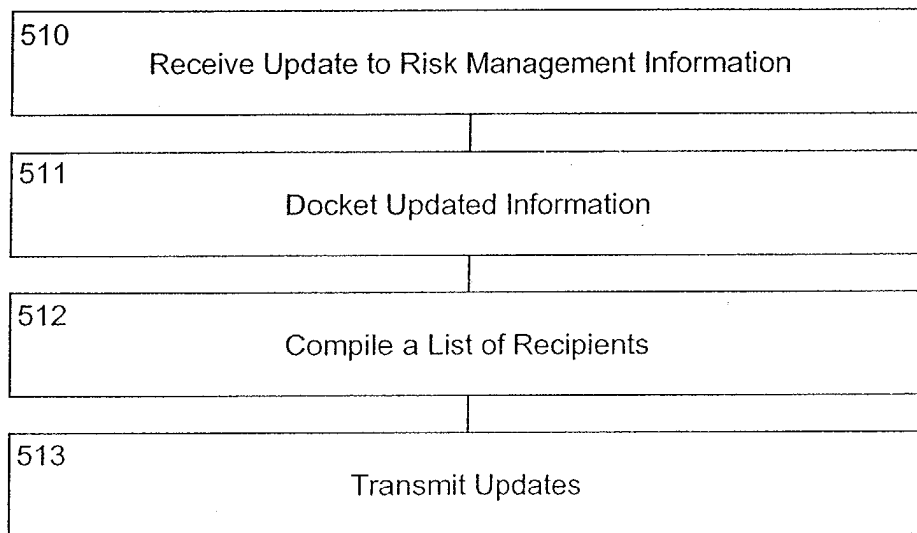 510
Receive Update to Risk Management Information
511
Docket Updated Information
512
Compile a List of Recipients
513
Transmit Updates